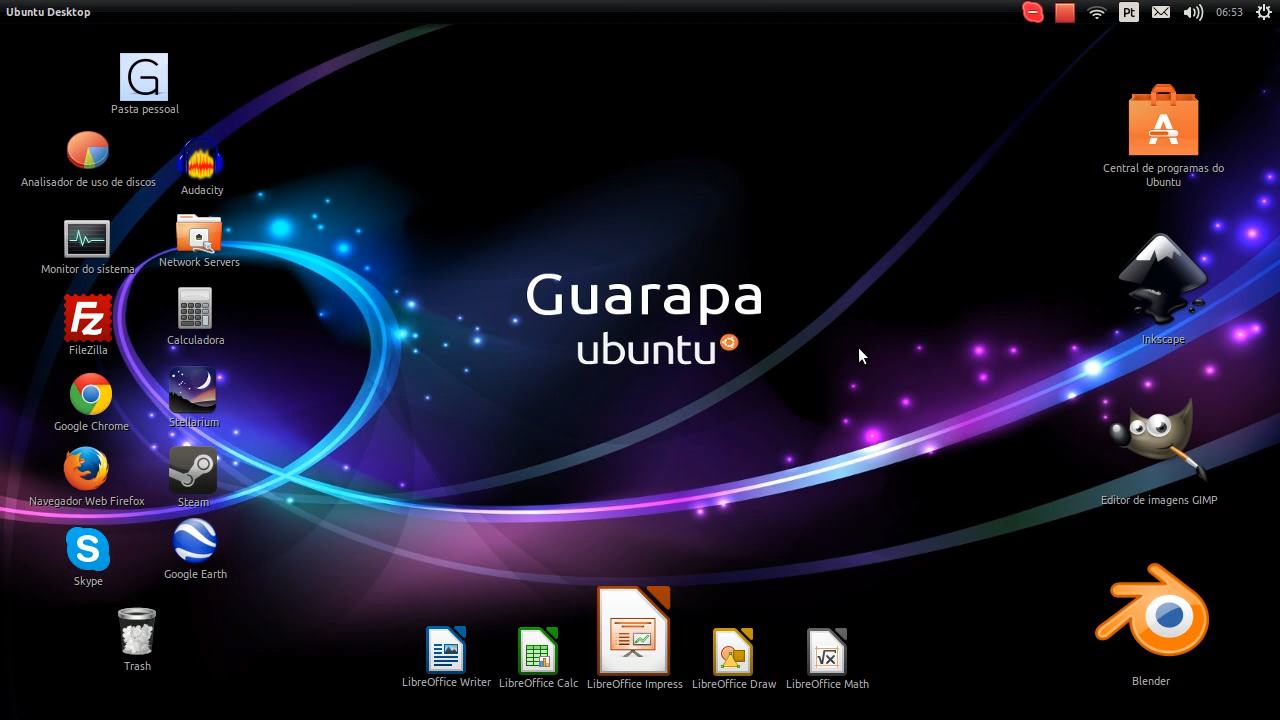 Ubuntu Desktop
Pt
06:53
G
Pasta pessoal
Analisador de uso de discos
Audacity
Monitor do sistema
Network Servers
Fz
FileZilla
Calculadora
Google Chrome
Stellarium
Navegador Web Firefox
Steam
S
Skype
Google Earth
Trash
Guarapa
ubuntu
A
Central de programas do
Ubuntu
Inkscape
Editor de imagens GIMP
Blender
LibreOffice Writer
LibreOffice Calc
LibreOffice Impress
LibreOffice Draw
√x
LibreOffice Math